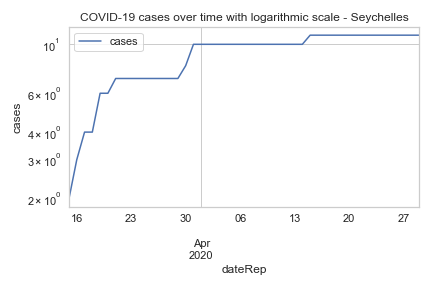 COVID-19 cases over time with logarithmic scale - Seychelles
cases
10¹
6 × 10⁰
4 × 10⁰
3 × 10⁰
2 × 10⁰
cases
16 23 30 06 13 20 27
Apr
2020
dateRep